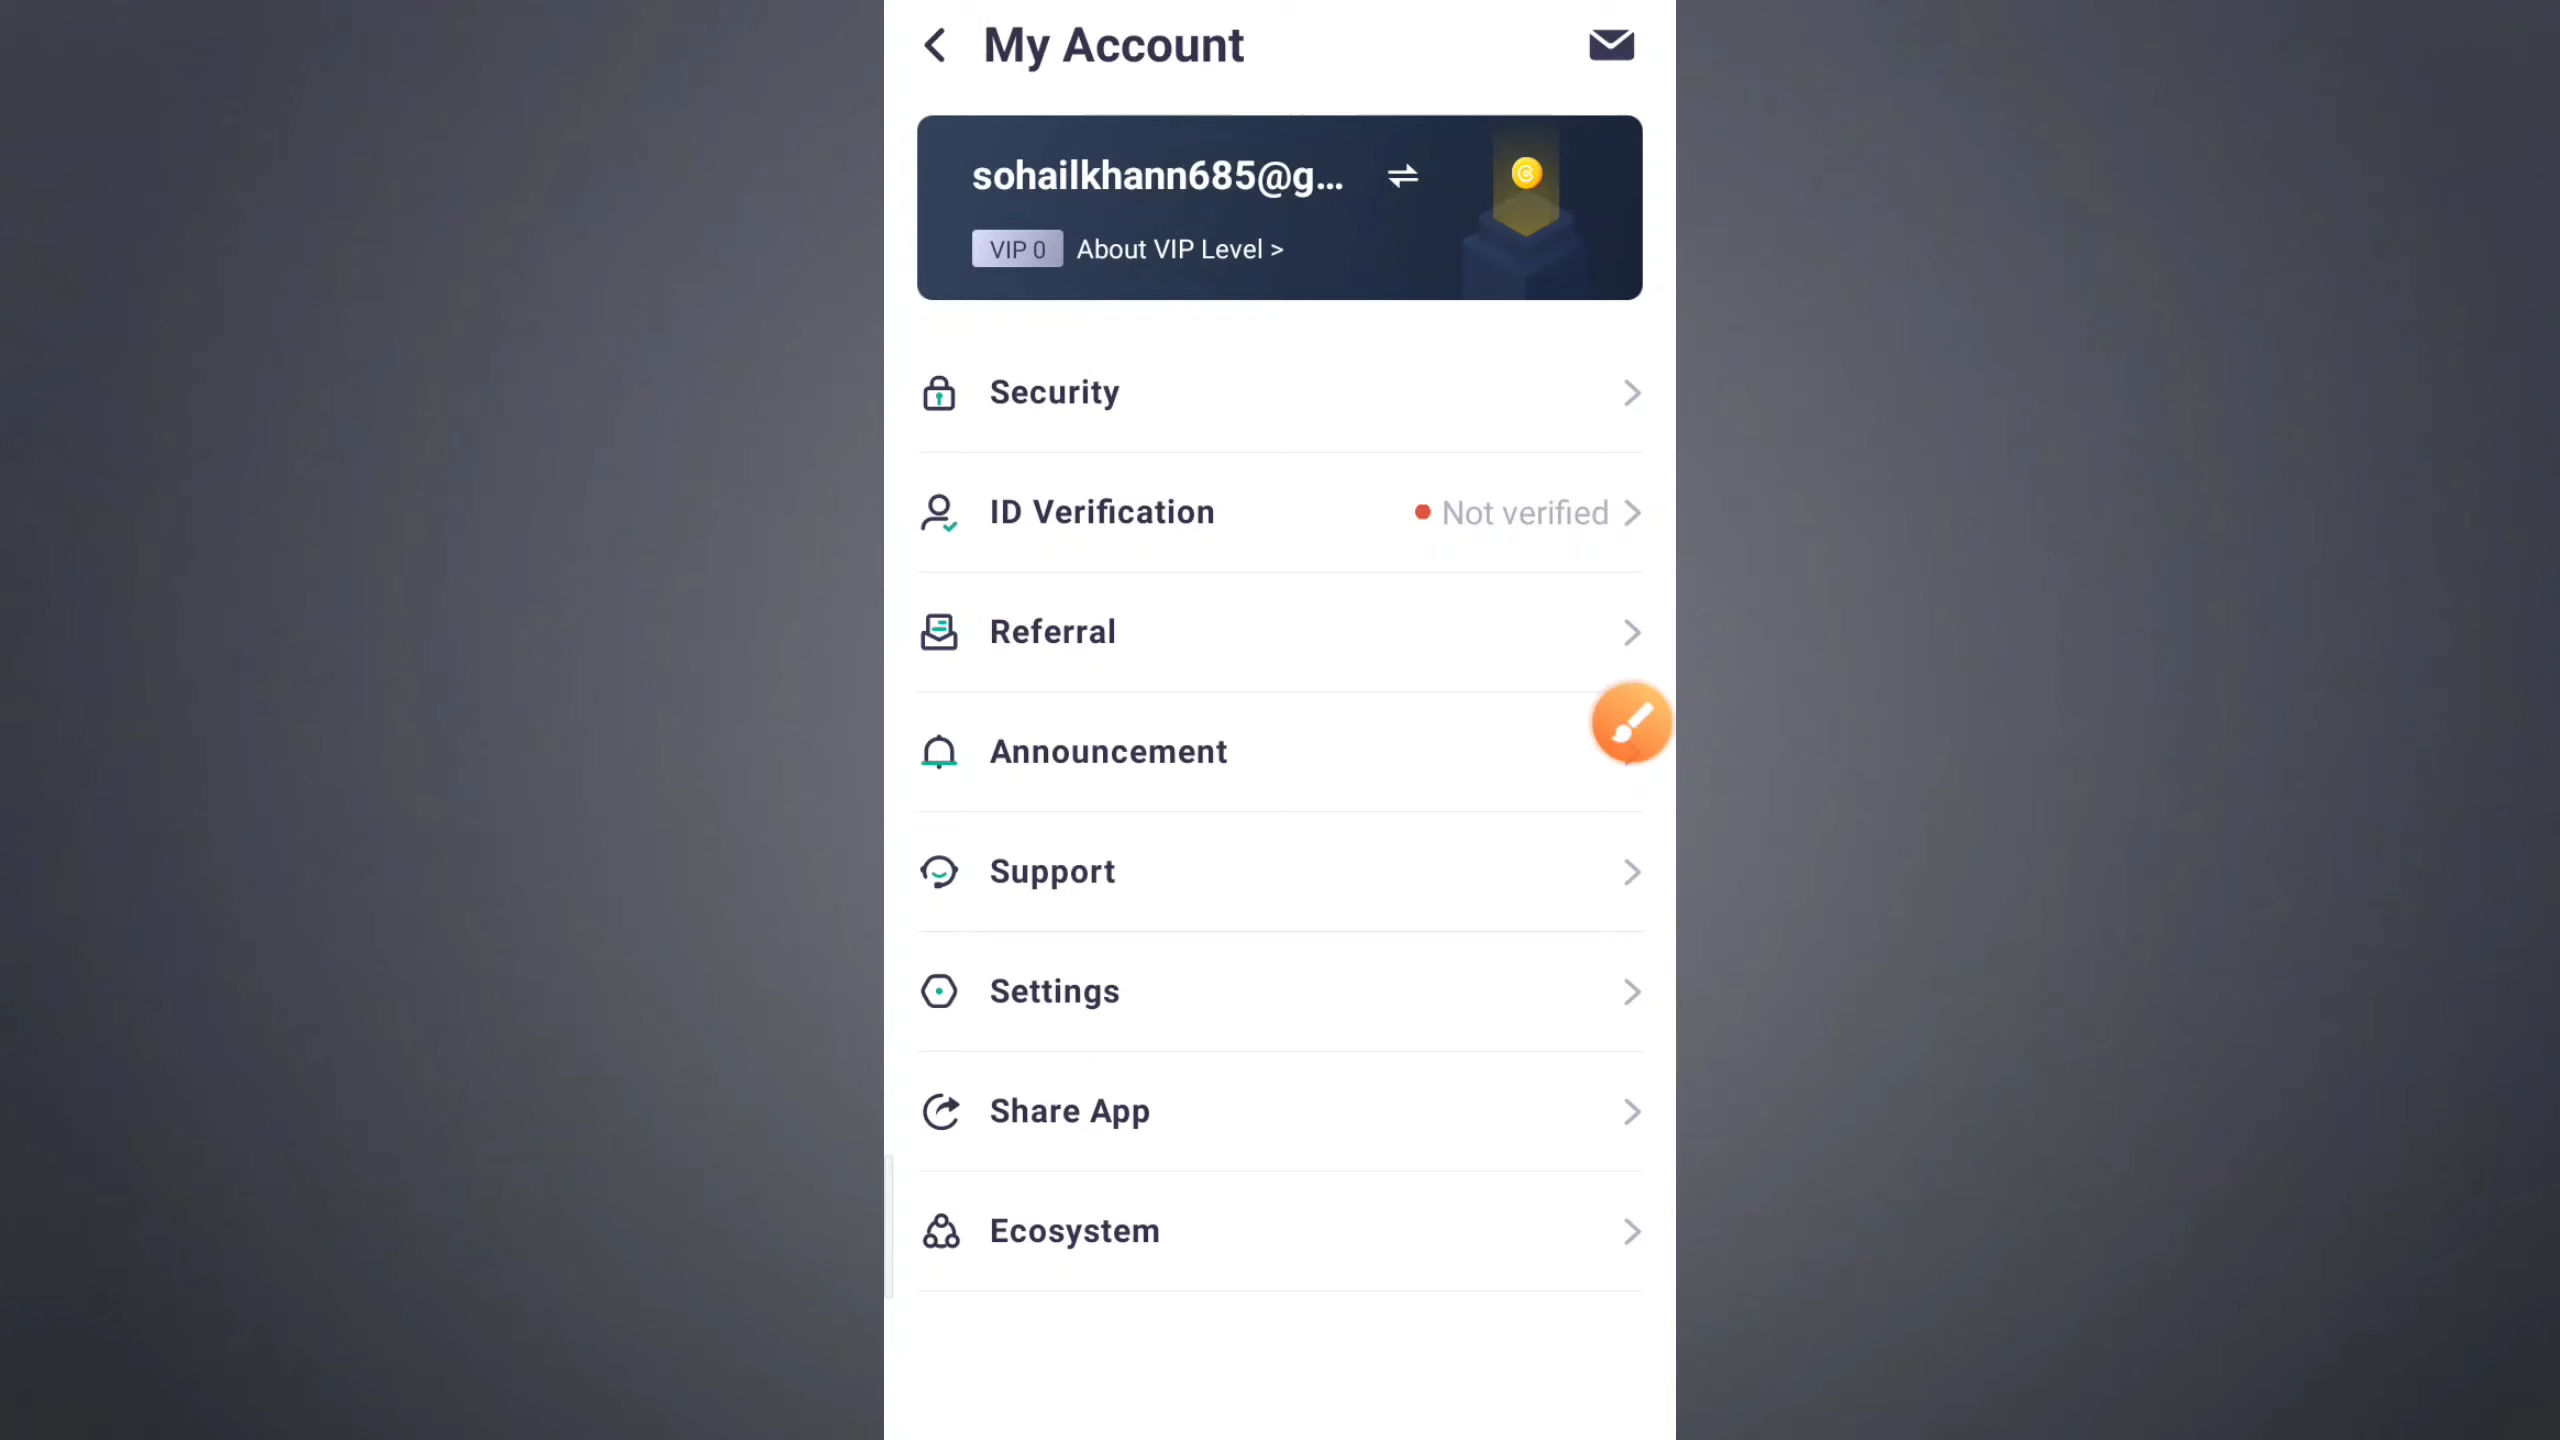 My Account
sohailkhann685@g...
VIP 0 About VIP Level >
Security
ID Verification Not verified
Referral
Announcement
Support
Settings
Share App
Ecosystem